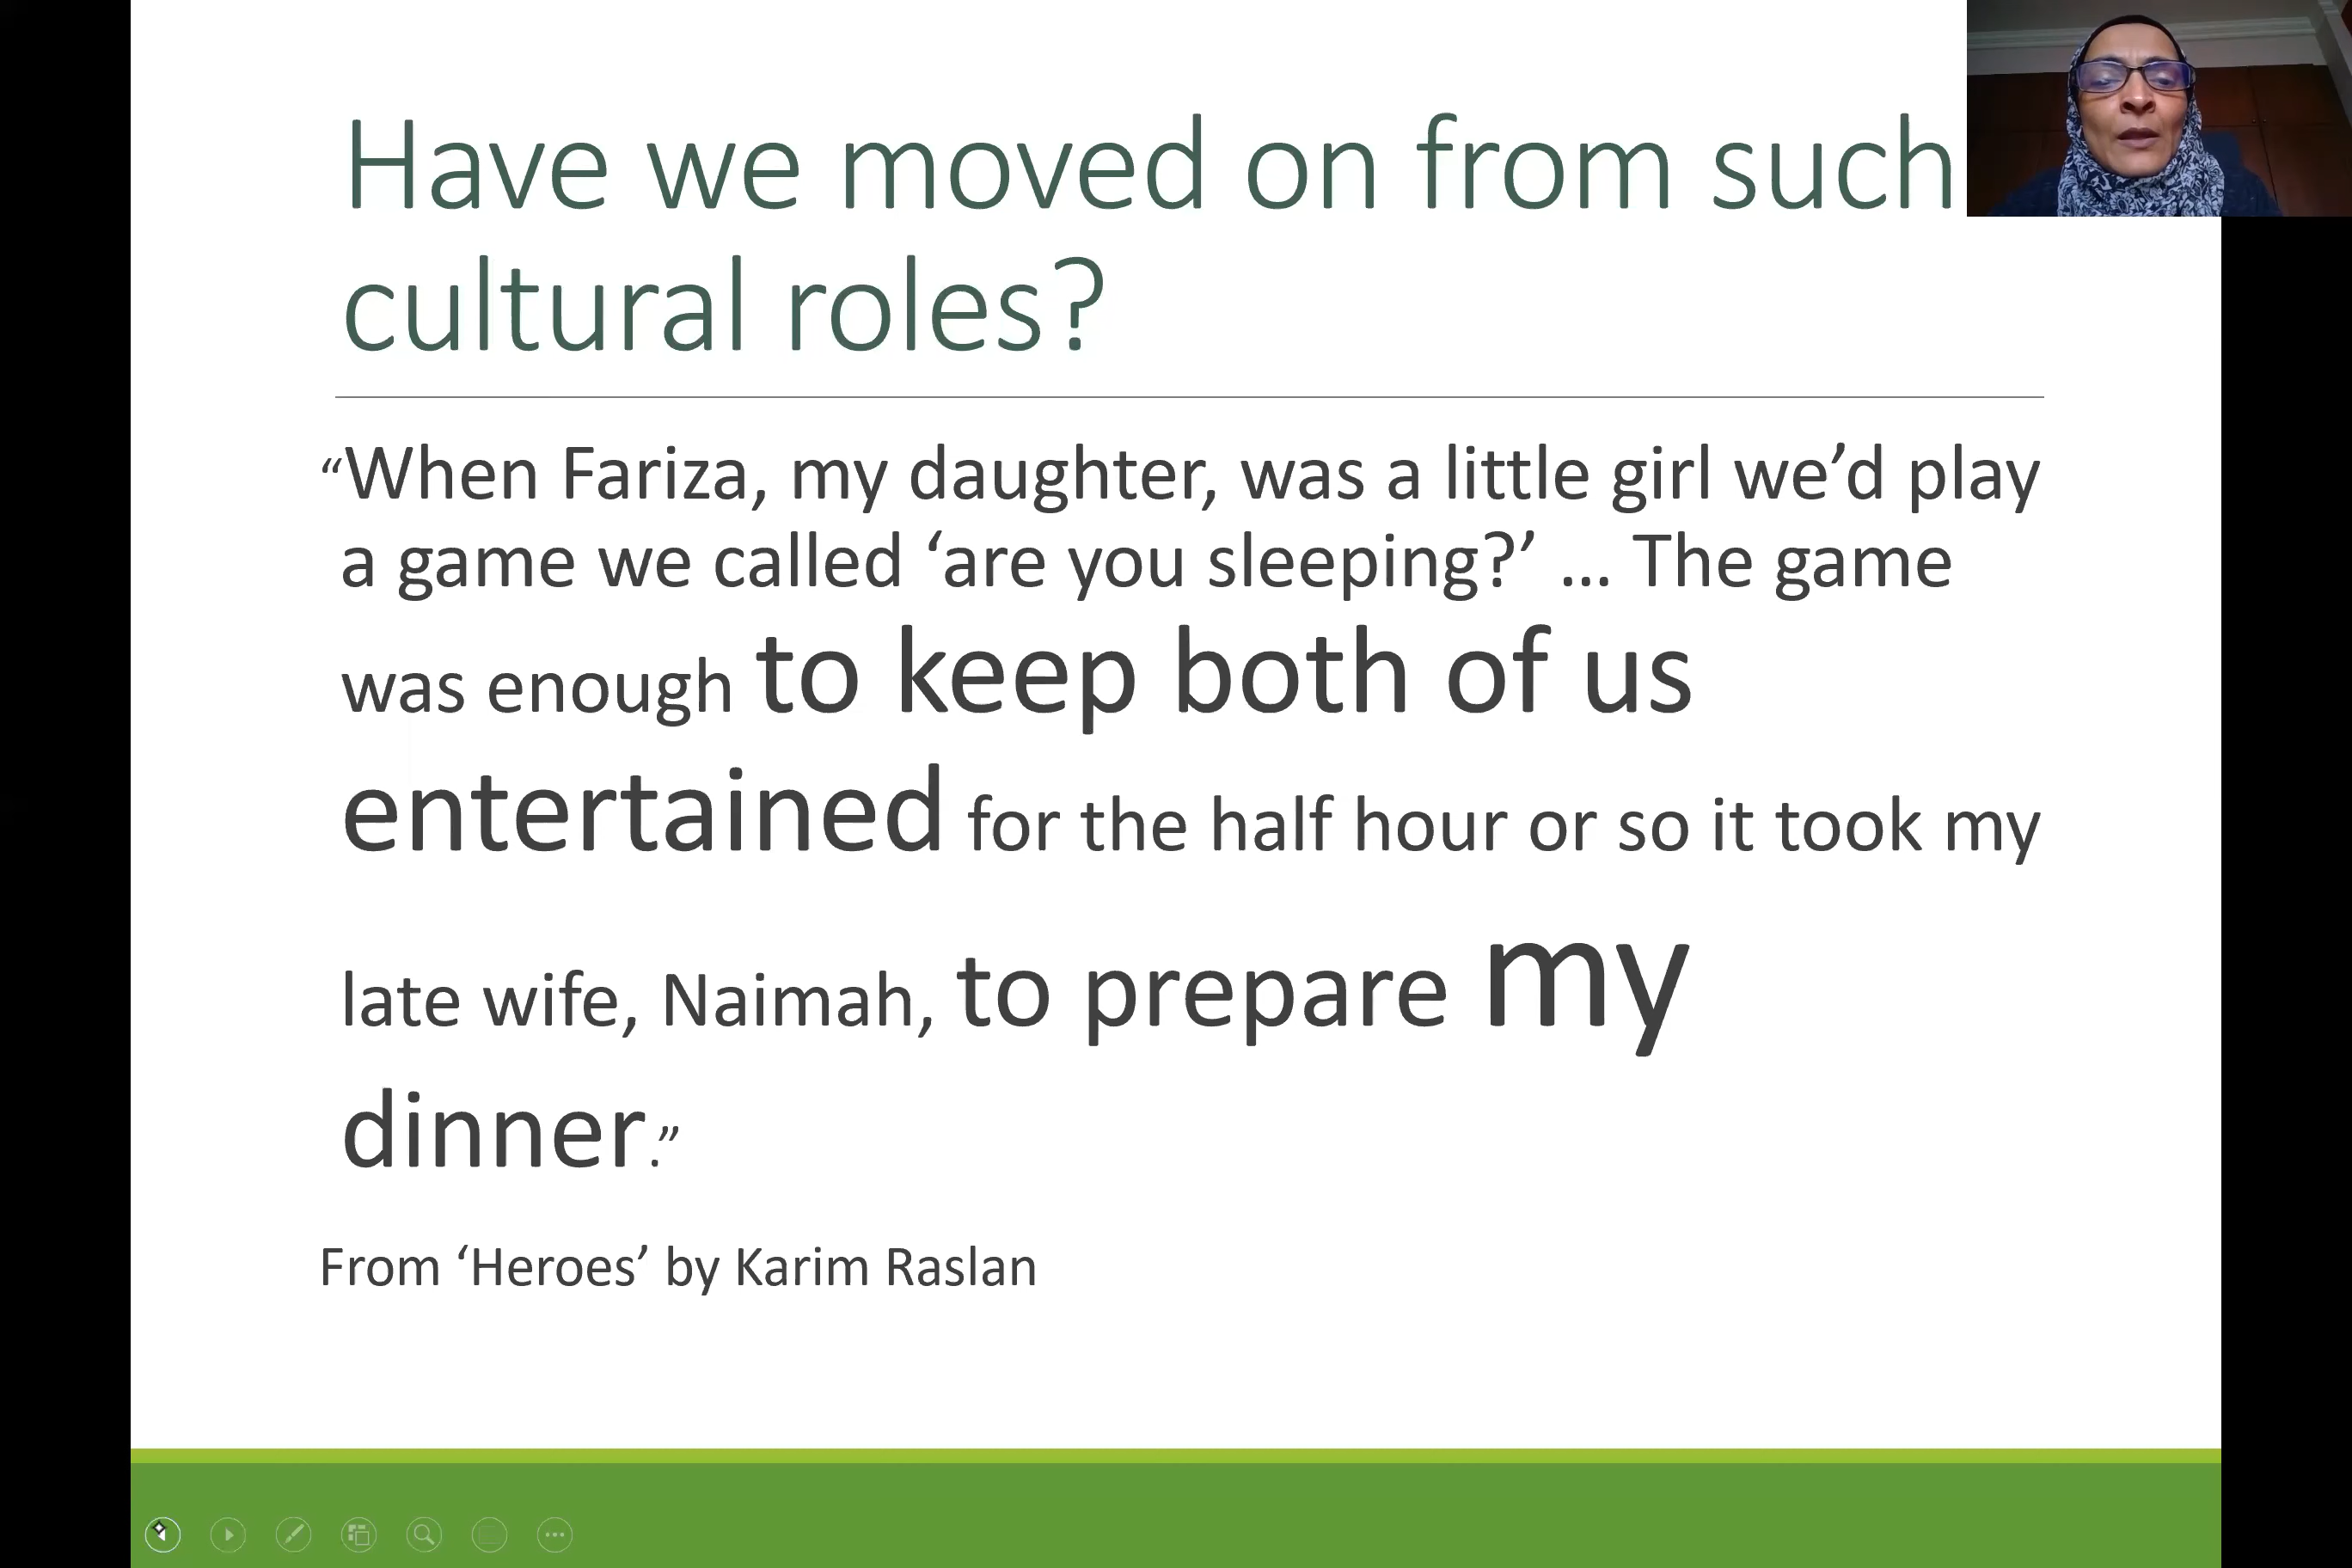 Have we moved on from such
cultural roles?
“When Fariza, my daughter, was a little girl we’d play
a game we called ‘are you sleeping?’ ... The game
was enough to keep both of us
entertained for the half hour or so it took my
late wife, Naimah, to prepare my
dinner.”
From ‘Heroes’ by Karim Raslan